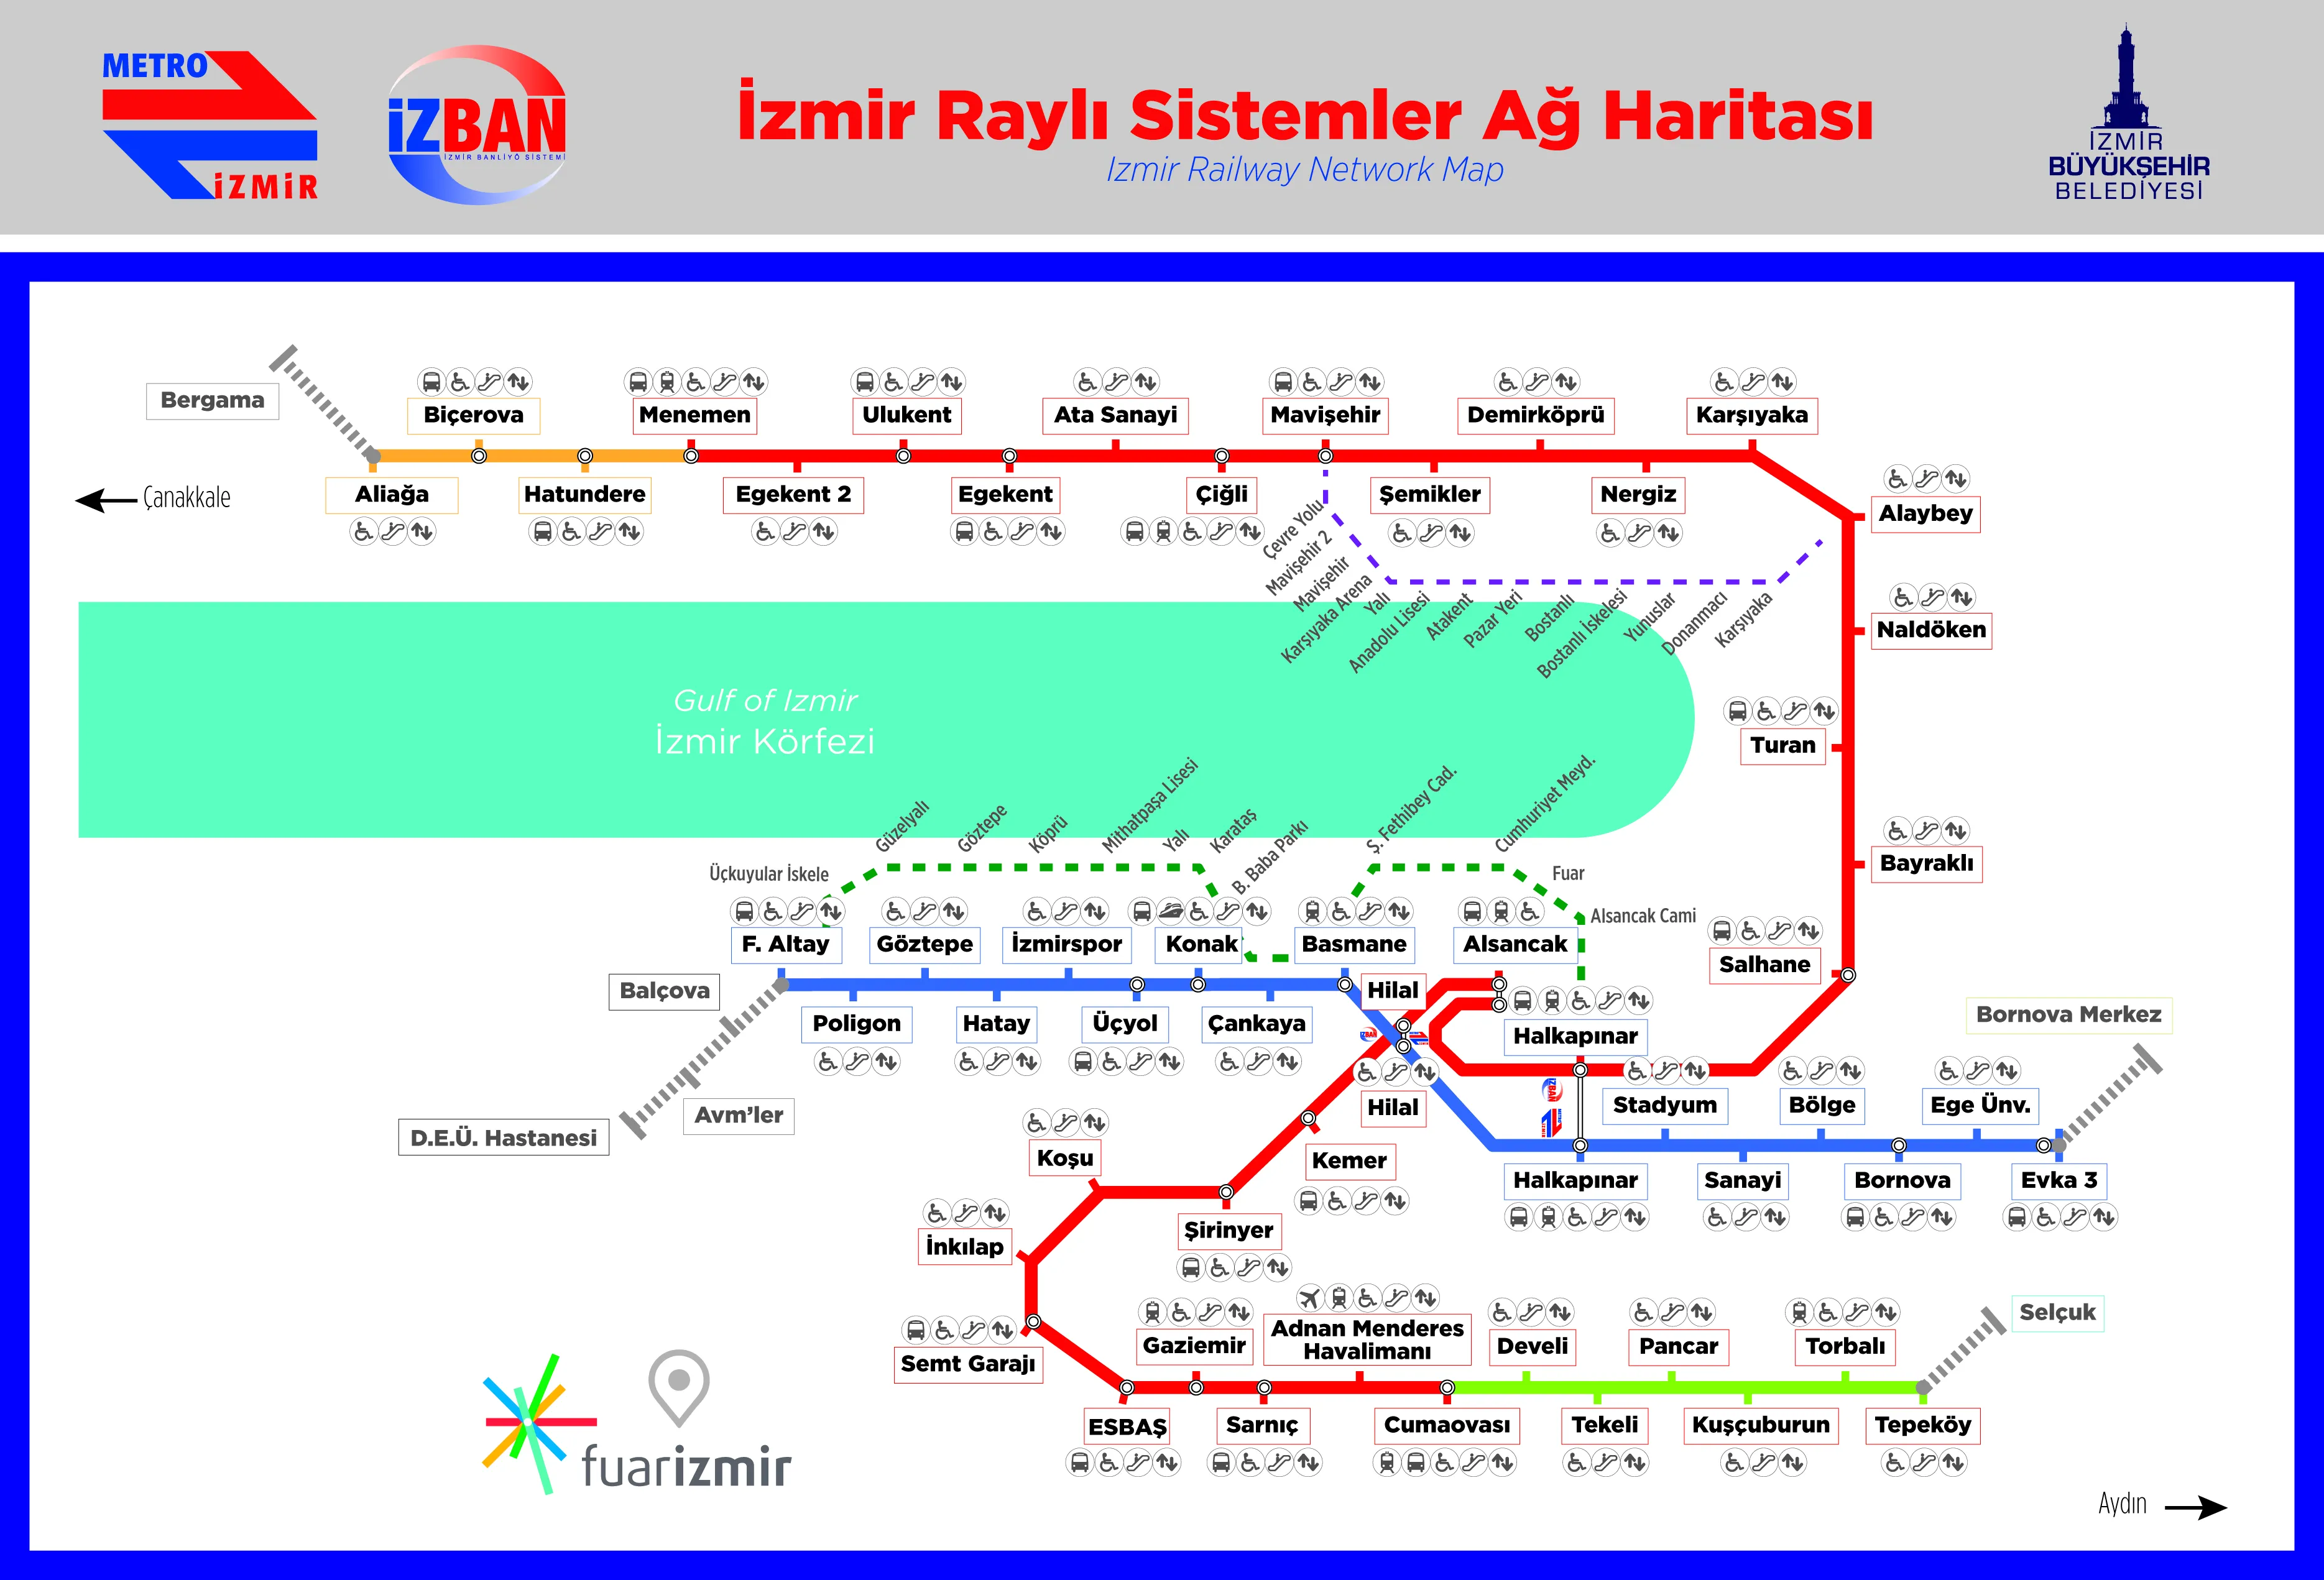 METRO
İZMİR
İZBAN
İZMİR BANLİYÖ SİSTEMİ
İzmir Raylı Sistemler Ağ Haritası
Izmir Railway Network Map
İZMİR
BÜYÜKŞEHİR
BELEDİYESİ
Bergama
Biçerova
Menemen
Ulukent
Ata Sanayi
Mavişehir
Demirköprü
Karşıyaka
Çanakkale
Aliağa
Hatundere
Egekent 2
Egekent
Çiğli
Şemikler
Nergiz
Alaybey
Çevre Yolu
Mavişehir 2
Mavişehir
Karşıyaka Arena
Yalı
Anadolu Lisesi
Atakent
Pazar Yeri
Bostanlı
Bostanlı İskelesi
Yunuslar
Donanmacı
Karşıyaka
Naldöken
Gulf of Izmir
İzmir Körfezi
Turan
Bayraklı
Üçkuyular İskele
Güzelyalı
Göztepe
Köprü
Mithatpaşa Lisesi
Yalı
Karataş
B. Baba Parkı
Ş. Fethibey Cad.
Cumhuriyet Meyd.
Fuar
Alsancak Cami
F. Altay
Göztepe
İzmirspor
Konak
Basmane
Alsancak
Salhane
Balçova
Hilal
Poligon
Hatay
Üçyol
Çankaya
Halkapınar
Bornova Merkez
İZBAN
Hilal
İZBAN
Stadyum
Bölge
Ege Ünv.
Avm'ler
D.E.Ü. Hastanesi
Koşu
Kemer
Halkapınar
Sanayi
Bornova
Evka 3
İnkılap
Şirinyer
Semt Garajı
Gaziemir
Adnan Menderes
Havalimanı
Develi
Pancar
Torbalı
Selçuk
ESBAŞ
Sarnıç
Cumaovası
Tekeli
Kuşçuburun
Tepeköy
fuarizmir
Aydın